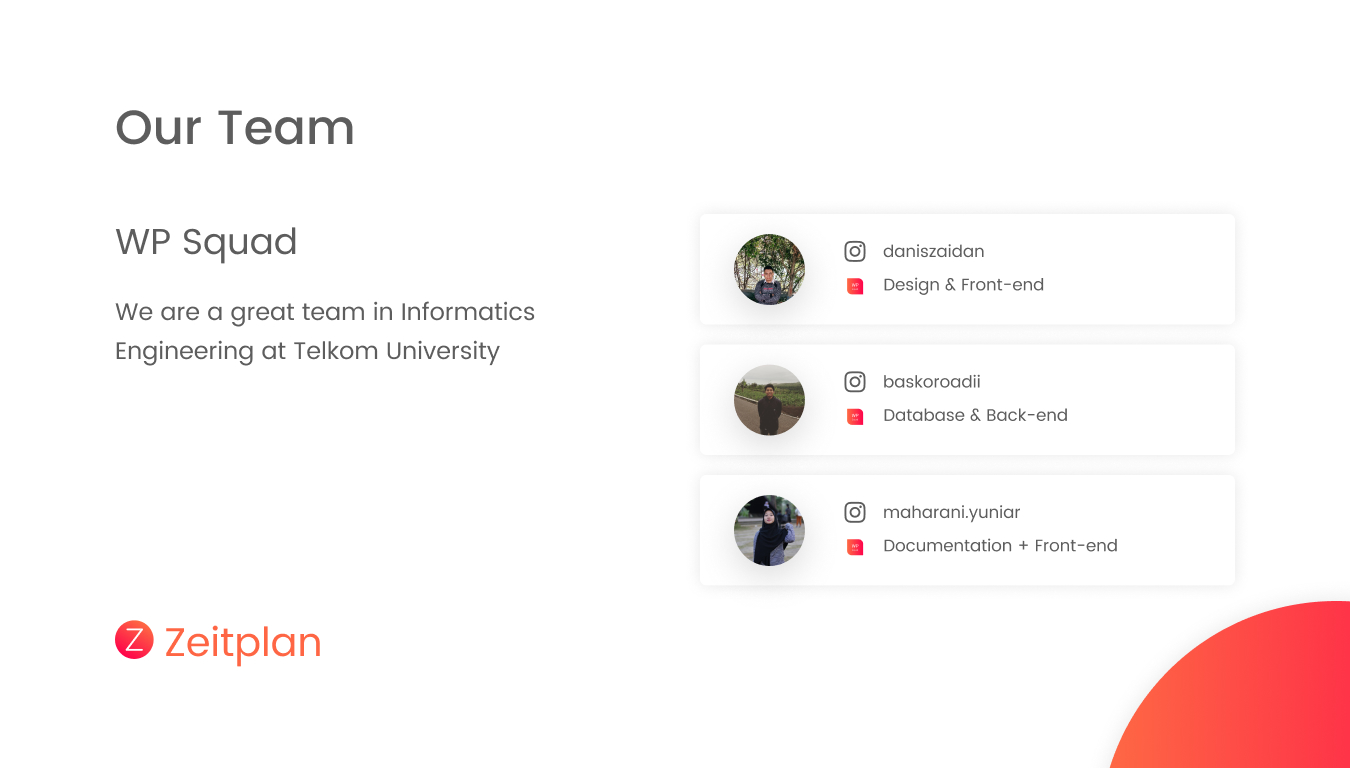 Our Team
WP Squad
We are a great team in Informatics
Engineering at Telkom University
daniszaidan
Design & Front-end
baskoroadii
Database & Back-end
maharani.yuniar
Documentation + Front-end
Z Zeitplan